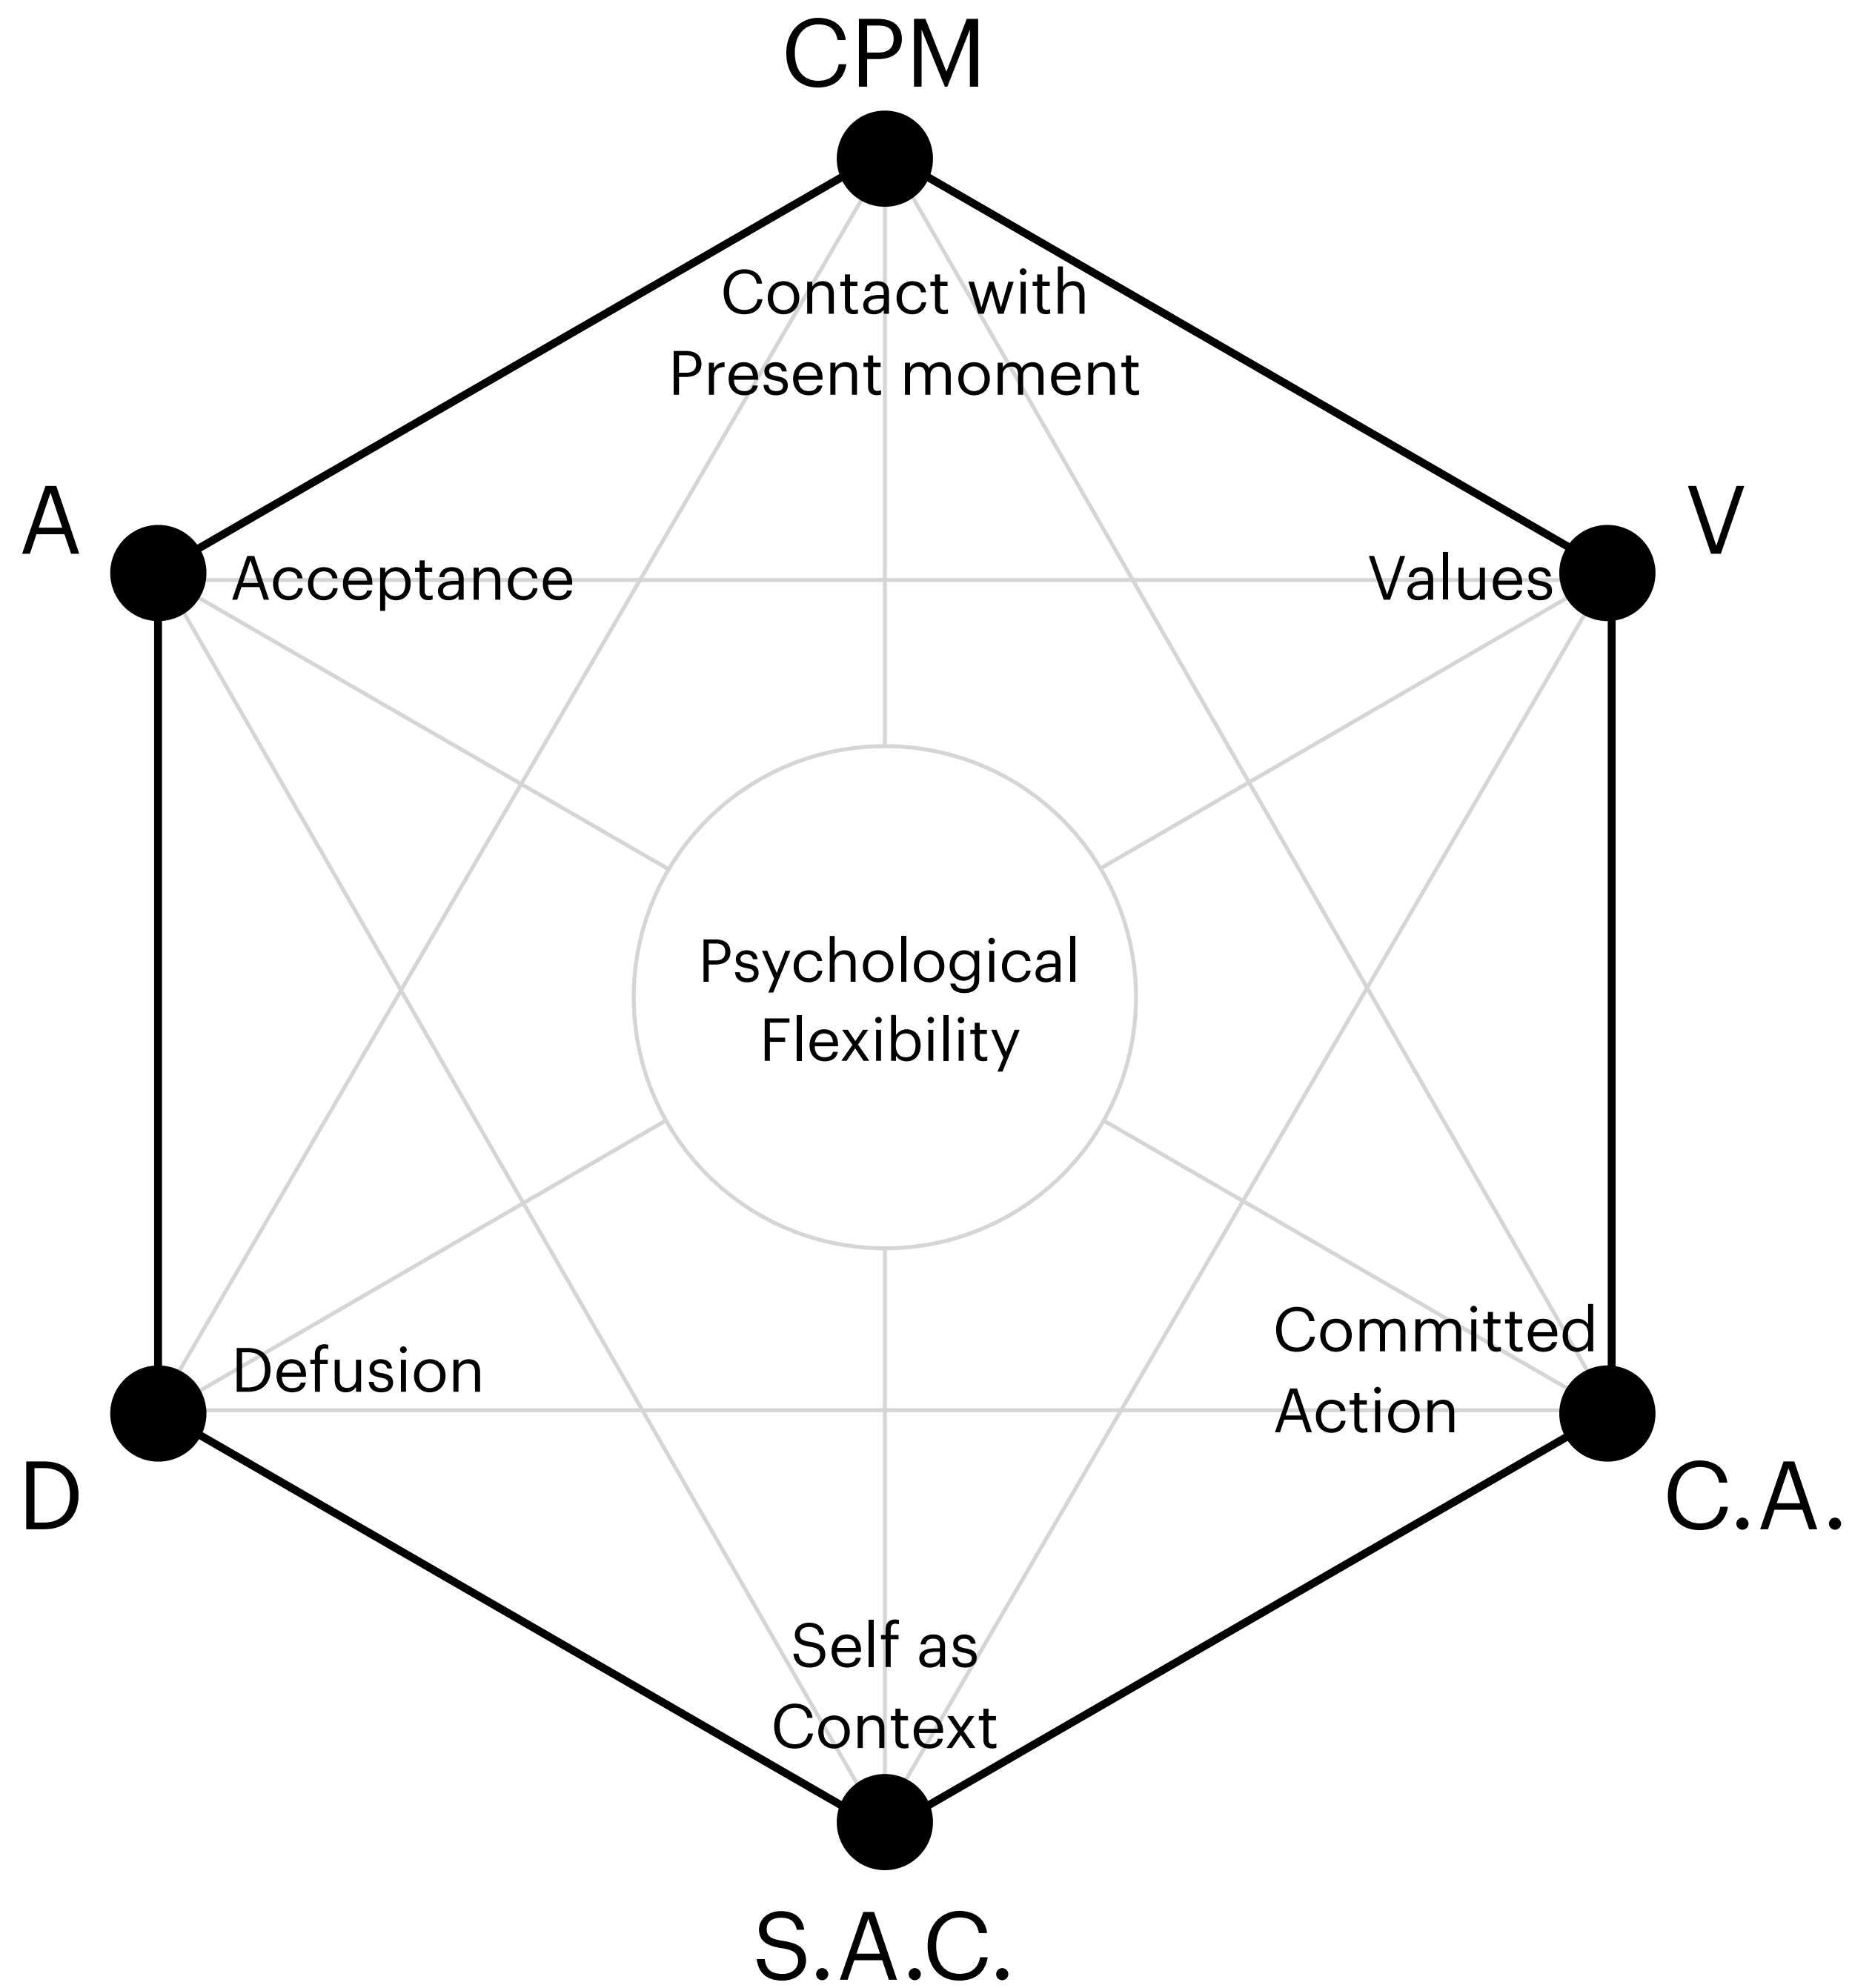 CPM
Contact with
Present moment
A
V
Acceptance
Values
Psychological
Flexibility
Committed
Defusion
Action
D
C.A.
Self as
Context
S.A.C.